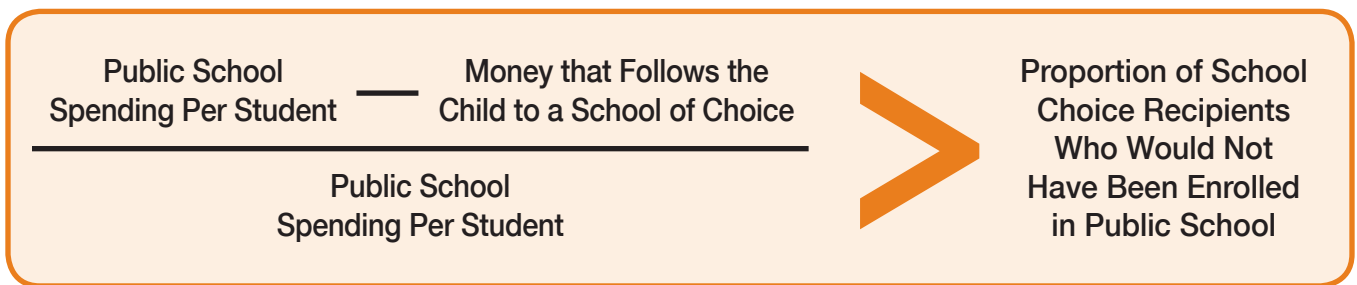 Public School
Spending Per Student
—
Money that Follows the
Child to a School of Choice
Public School
Spending Per Student
>
Proportion of School
Choice Recipients
Who Would Not
Have Been Enrolled
in Public School